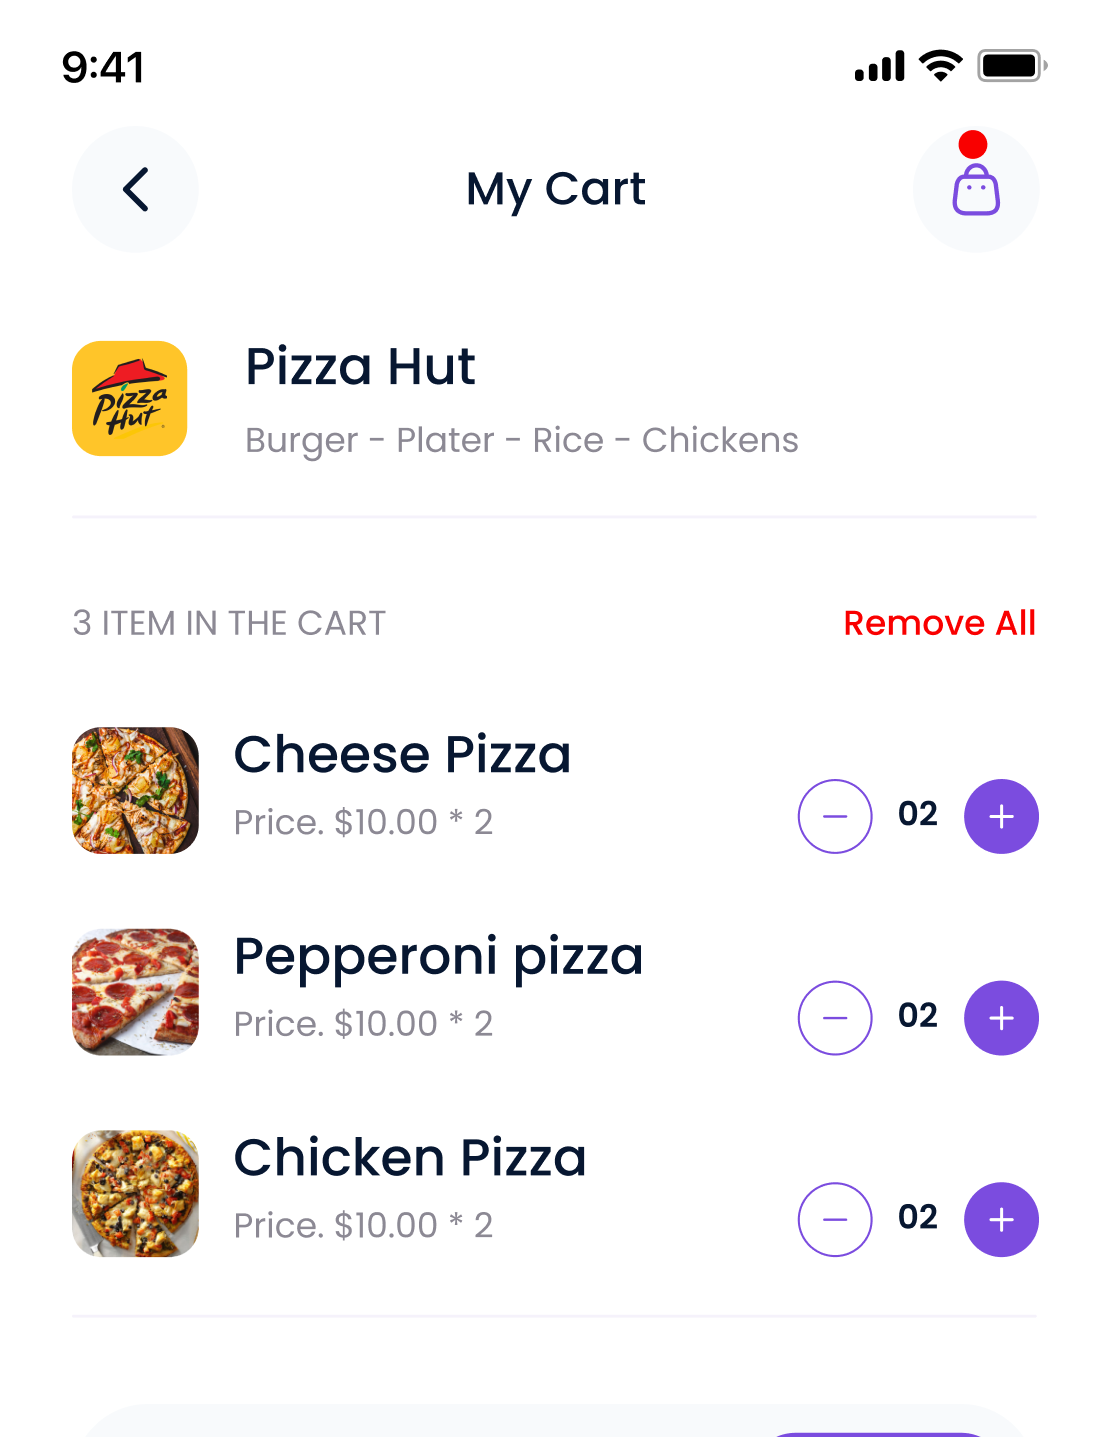 9:41
My Cart
Pizza Hut
Pizza
Hut
Burger - Plater - Rice - Chickens
3 ITEM IN THE CART
Remove All
Cheese Pizza
Price. $10.00 * 2
02
Pepperoni pizza
Price. $10.00 * 2
02
Chicken Pizza
Price. $10.00 * 2
02